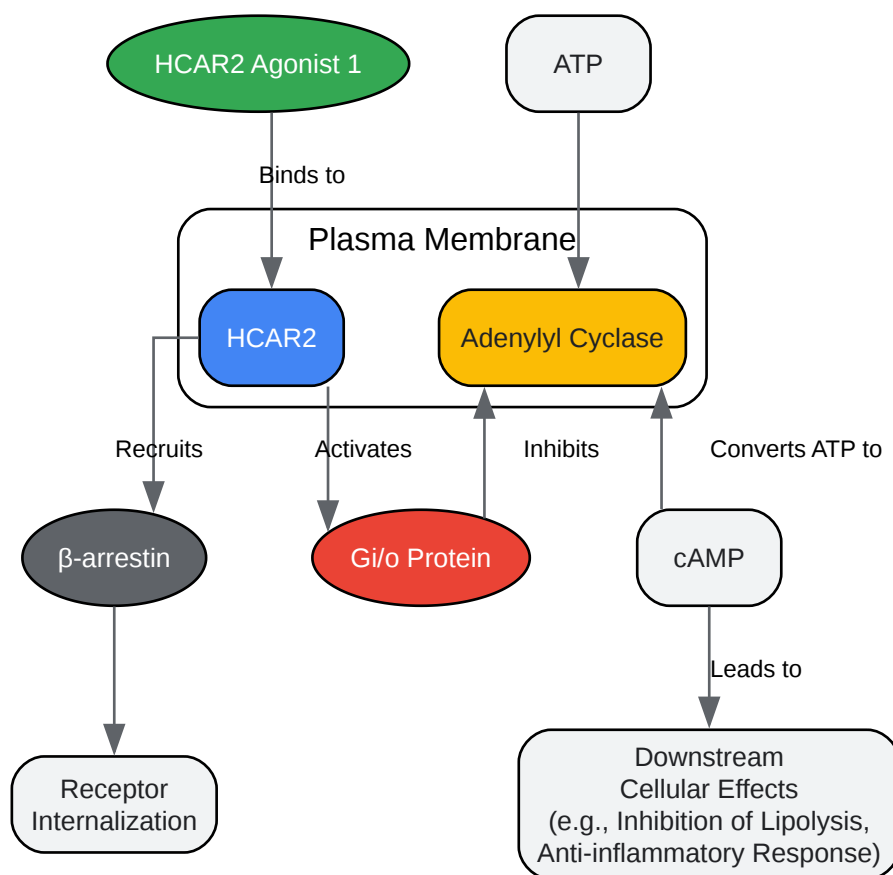 HCAR2 Agonist 1
ATP
Binds to
Plasma Membrane
HCAR2
Adenylyl Cyclase
Recruits
Activates
Inhibits
Converts ATP to
β-arrestin
Gi/o Protein
cAMP
Leads to
Receptor
Internalization
Downstream
Cellular Effects
(e.g., Inhibition of Lipolysis,
Anti-inflammatory Response)